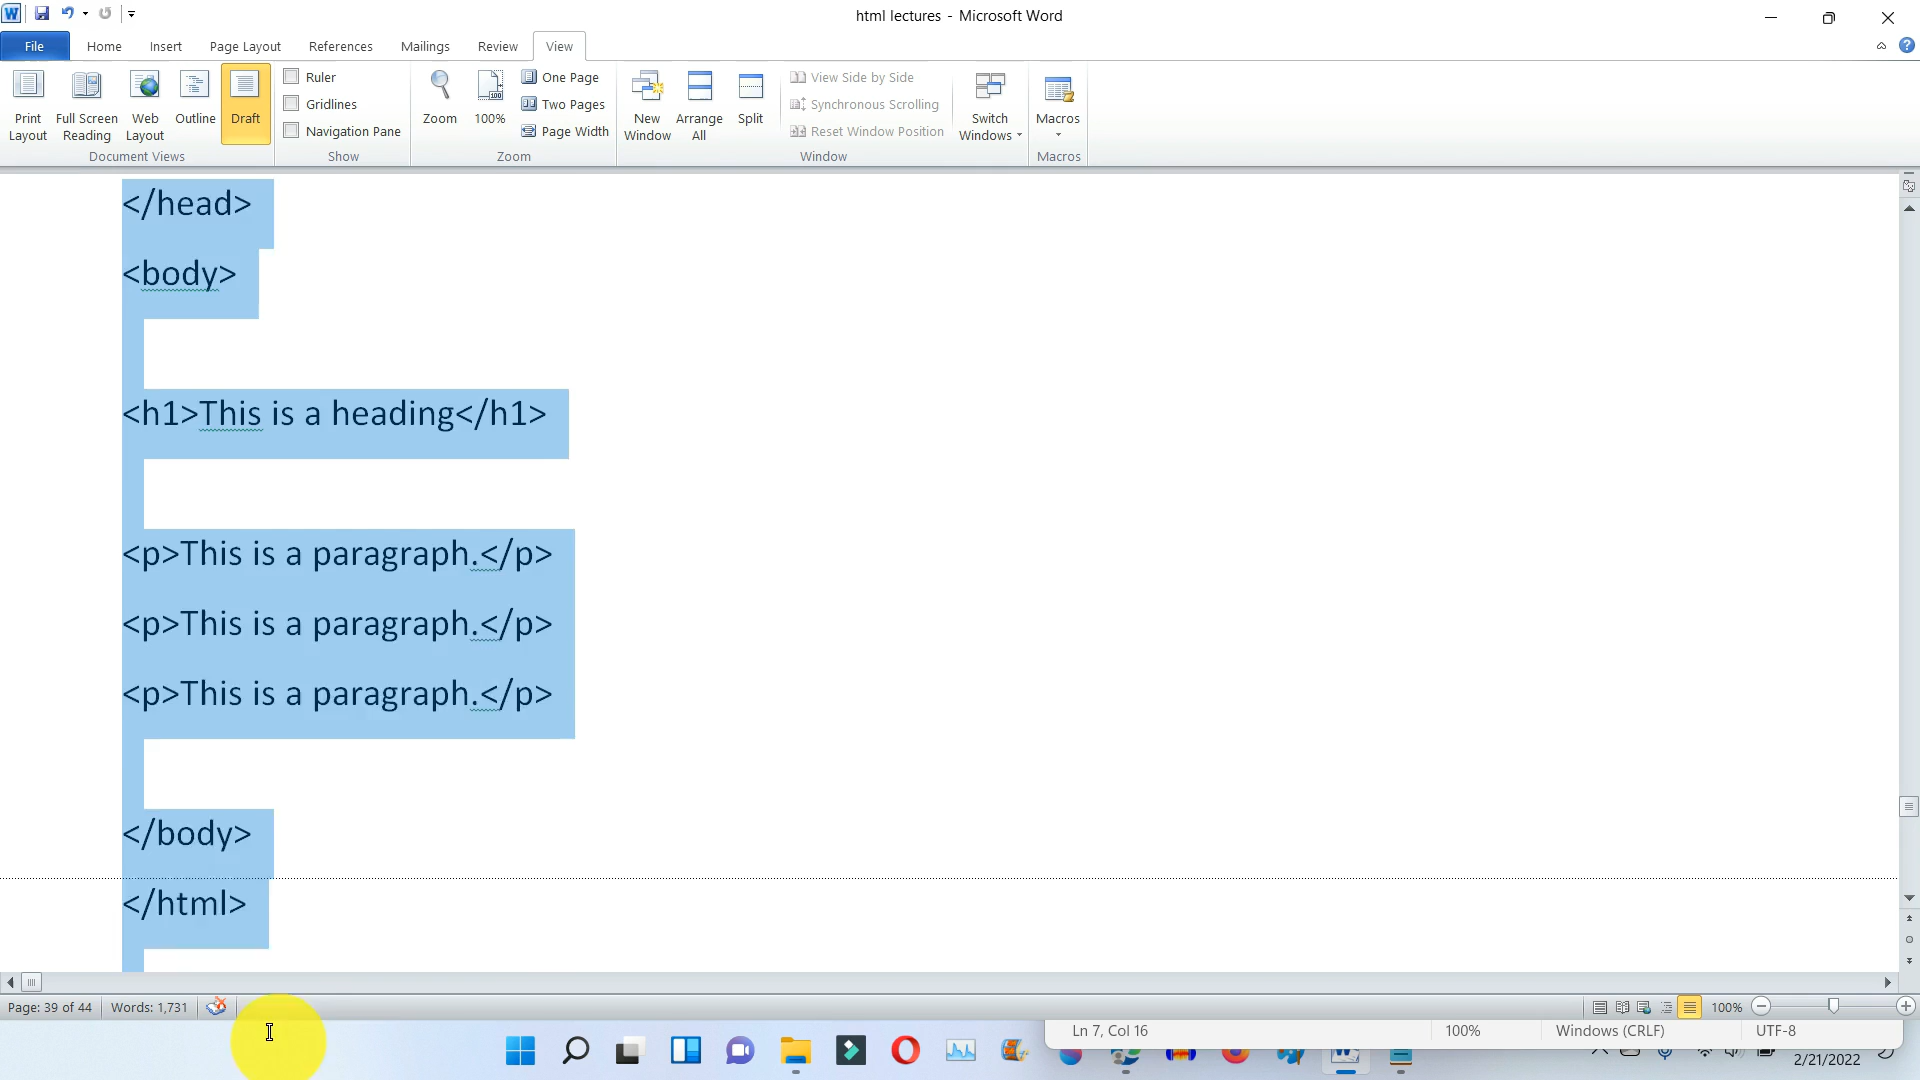 html lectures - Microsoft Word
File Home Insert Page Layout References Mailings Review View
Print Layout
Full Screen Reading
Web Layout
Outline
Draft
Document Views
Ruler
Gridlines
Navigation Pane
Show
Zoom
100%
One Page
Two Pages
Page Width
Zoom
New Window
Arrange All
Split
View Side by Side
Synchronous Scrolling
Reset Window Position
Window
Switch Windows
Macros
Macros
</head>
<body>
<h1>This is a heading</h1>
<p>This is a paragraph.</p>
<p>This is a paragraph.</p>
<p>This is a paragraph.</p>
</body>
</html>
Page: 39 of 44 Words: 1,731 100%
Ln 7, Col 16 100% Windows (CRLF) UTF-8
2/21/2022